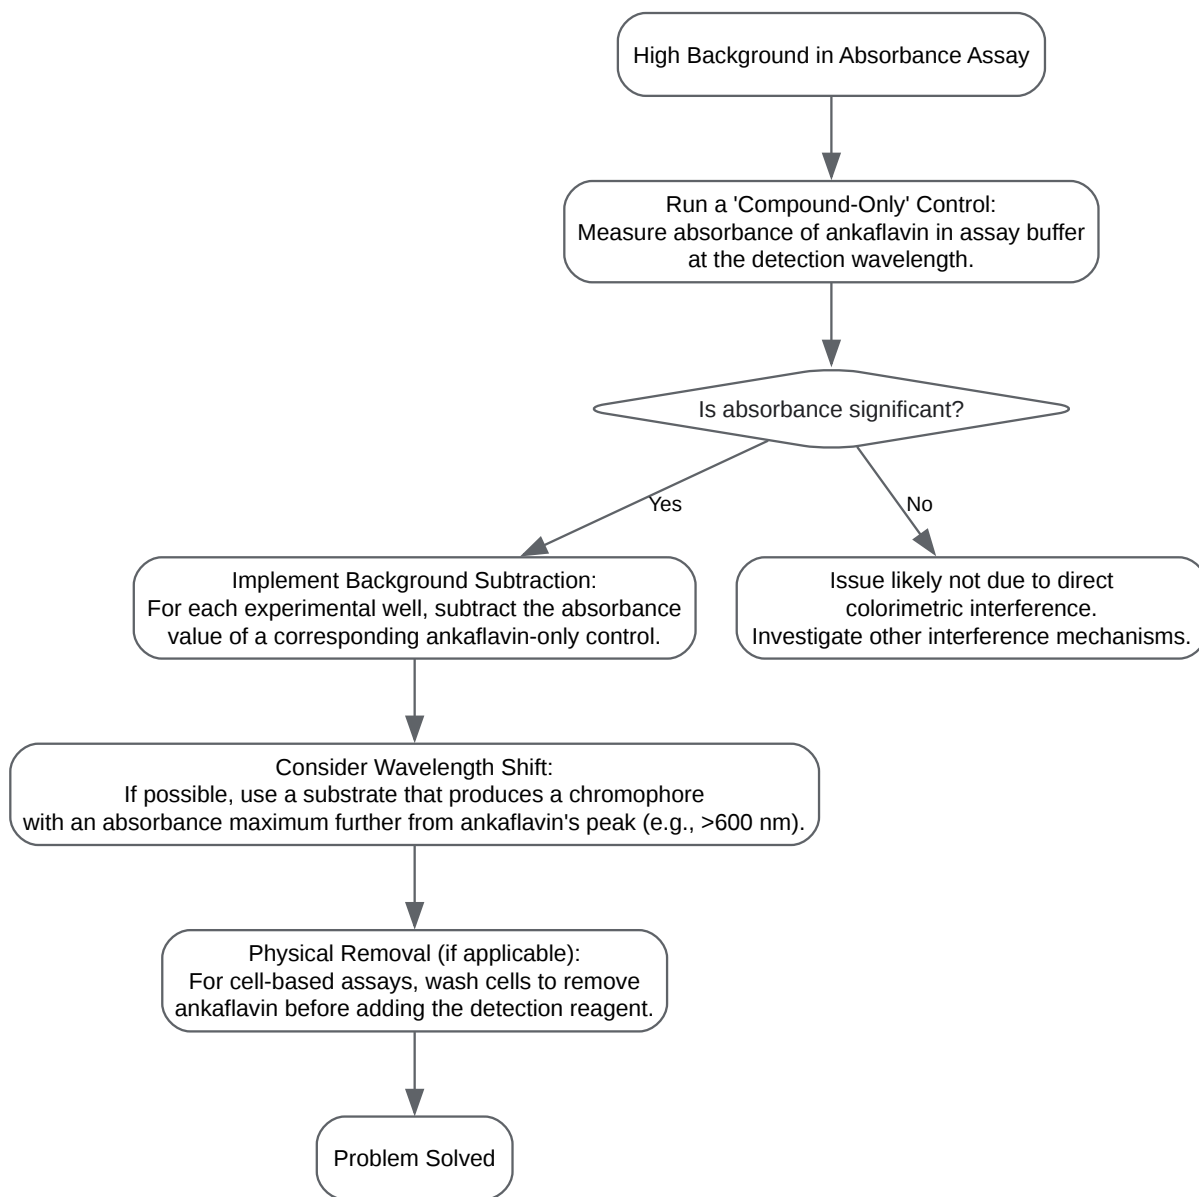 High Background in Absorbance Assay
Run a 'Compound-Only' Control:
Measure absorbance of ankaflavin in assay buffer
at the detection wavelength.
Is absorbance significant?
Yes
No
Implement Background Subtraction:
For each experimental well, subtract the absorbance
value of a corresponding ankaflavin-only control.
Issue likely not due to direct
colorimetric interference.
Investigate other interference mechanisms.
Consider Wavelength Shift:
If possible, use a substrate that produces a chromophore
with an absorbance maximum further from ankaflavin's peak (e.g., >600 nm).
Physical Removal (if applicable):
For cell-based assays, wash cells to remove
ankaflavin before adding the detection reagent.
Problem Solved